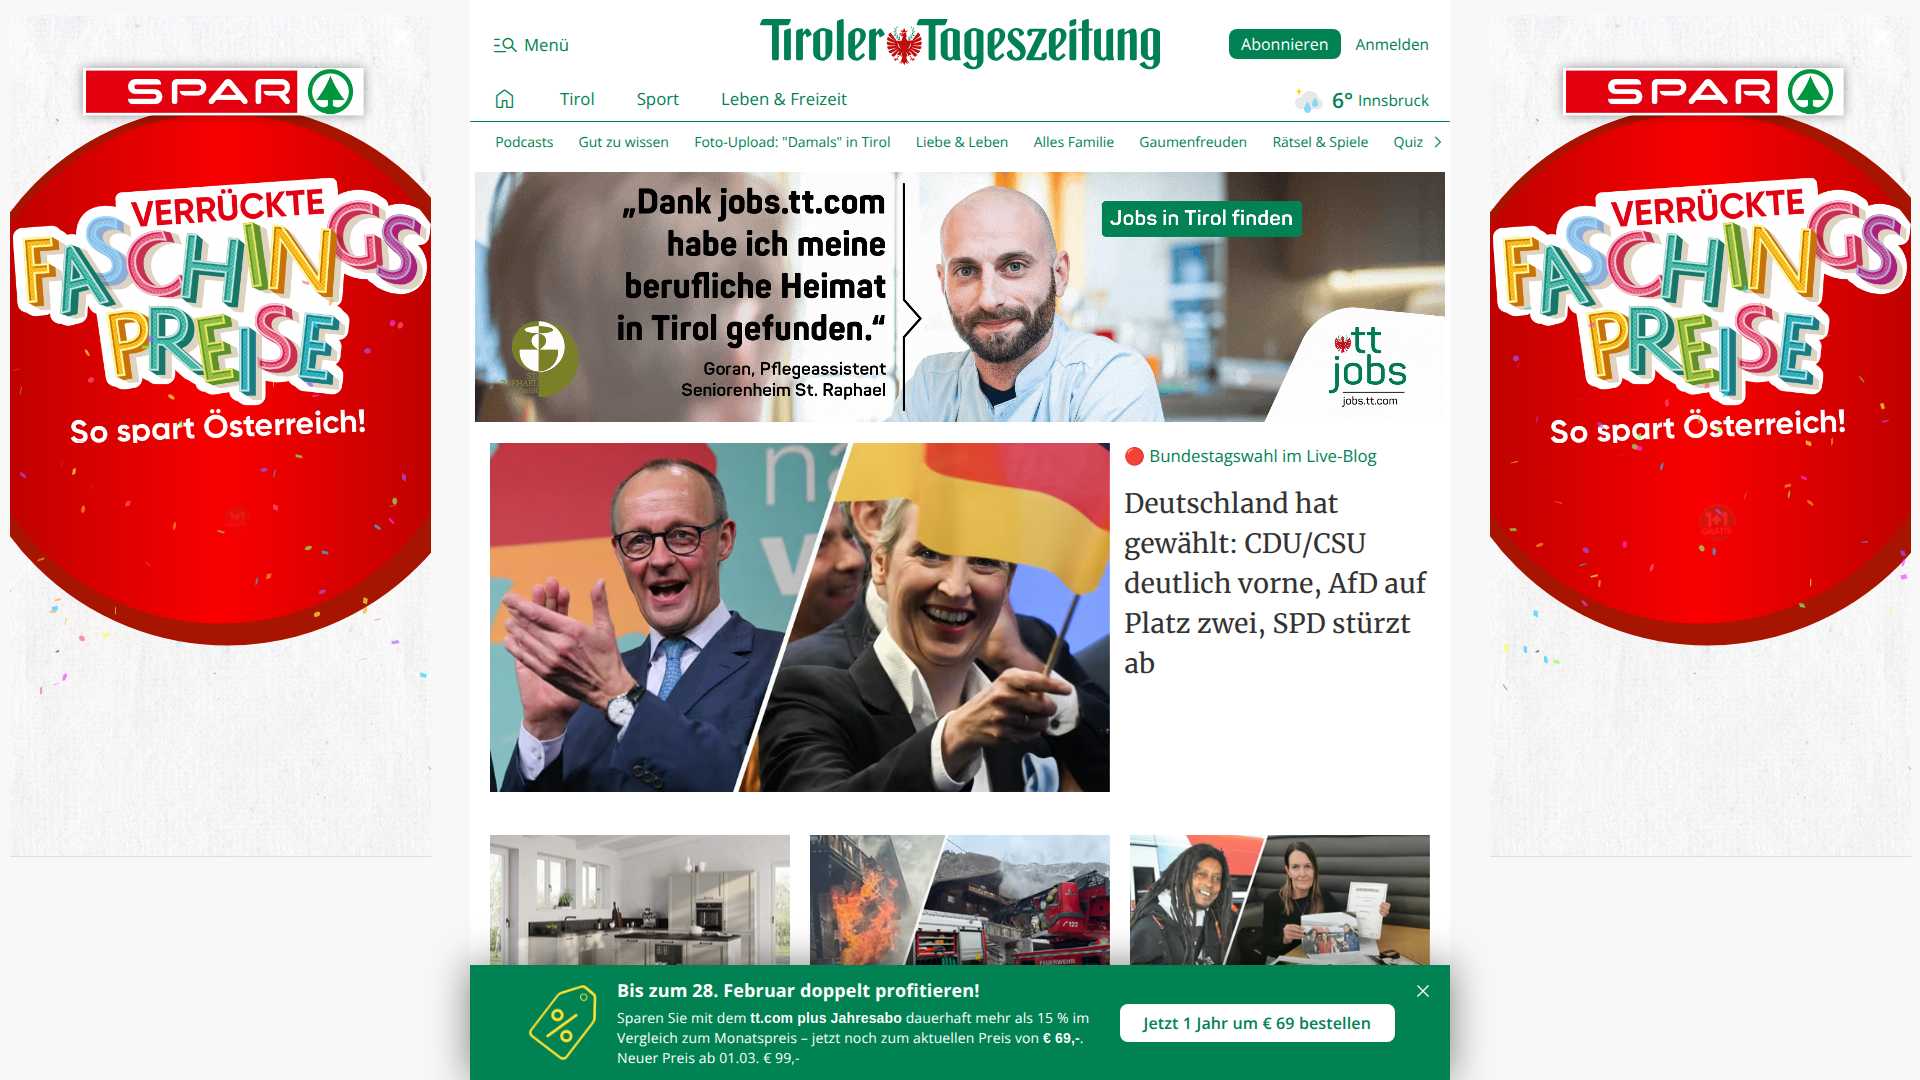 Menü
Tiroler Tageszeitung
Abonnieren
Anmelden
Tirol
Sport
Leben & Freizeit
6° Innsbruck
Podcasts
Gut zu wissen
Foto-Upload: "Damals" in Tirol
Liebe & Leben
Alles Familie
Gaumenfreuden
Rätsel & Spiele
Quiz
SPAR
VERRÜCKTE
FASCHINGS
PREISE
So spart Österreich!
„Dank jobs.tt.com
habe ich meine
berufliche Heimat
in Tirol gefunden.“
Goran, Pflegeassistent
Seniorenheim St. Raphael
Jobs in Tirol finden
tt
jobs
jobs.tt.com
SPAR
VERRÜCKTE
FASCHINGS
PREISE
So spart Österreich!
1+1
Bundestagswahl im Live-Blog
Deutschland hat
gewählt: CDU/CSU
deutlich vorne, AfD auf
Platz zwei, SPD stürzt
ab
FEUERWEHR
Bis zum 28. Februar doppelt profitieren!
Sparen Sie mit dem tt.com plus Jahresabo dauerhaft mehr als 15 % im
Vergleich zum Monatspreis – jetzt noch zum aktuellen Preis von € 69,-.
Neuer Preis ab 01.03. € 99,-
Jetzt 1 Jahr um € 69 bestellen